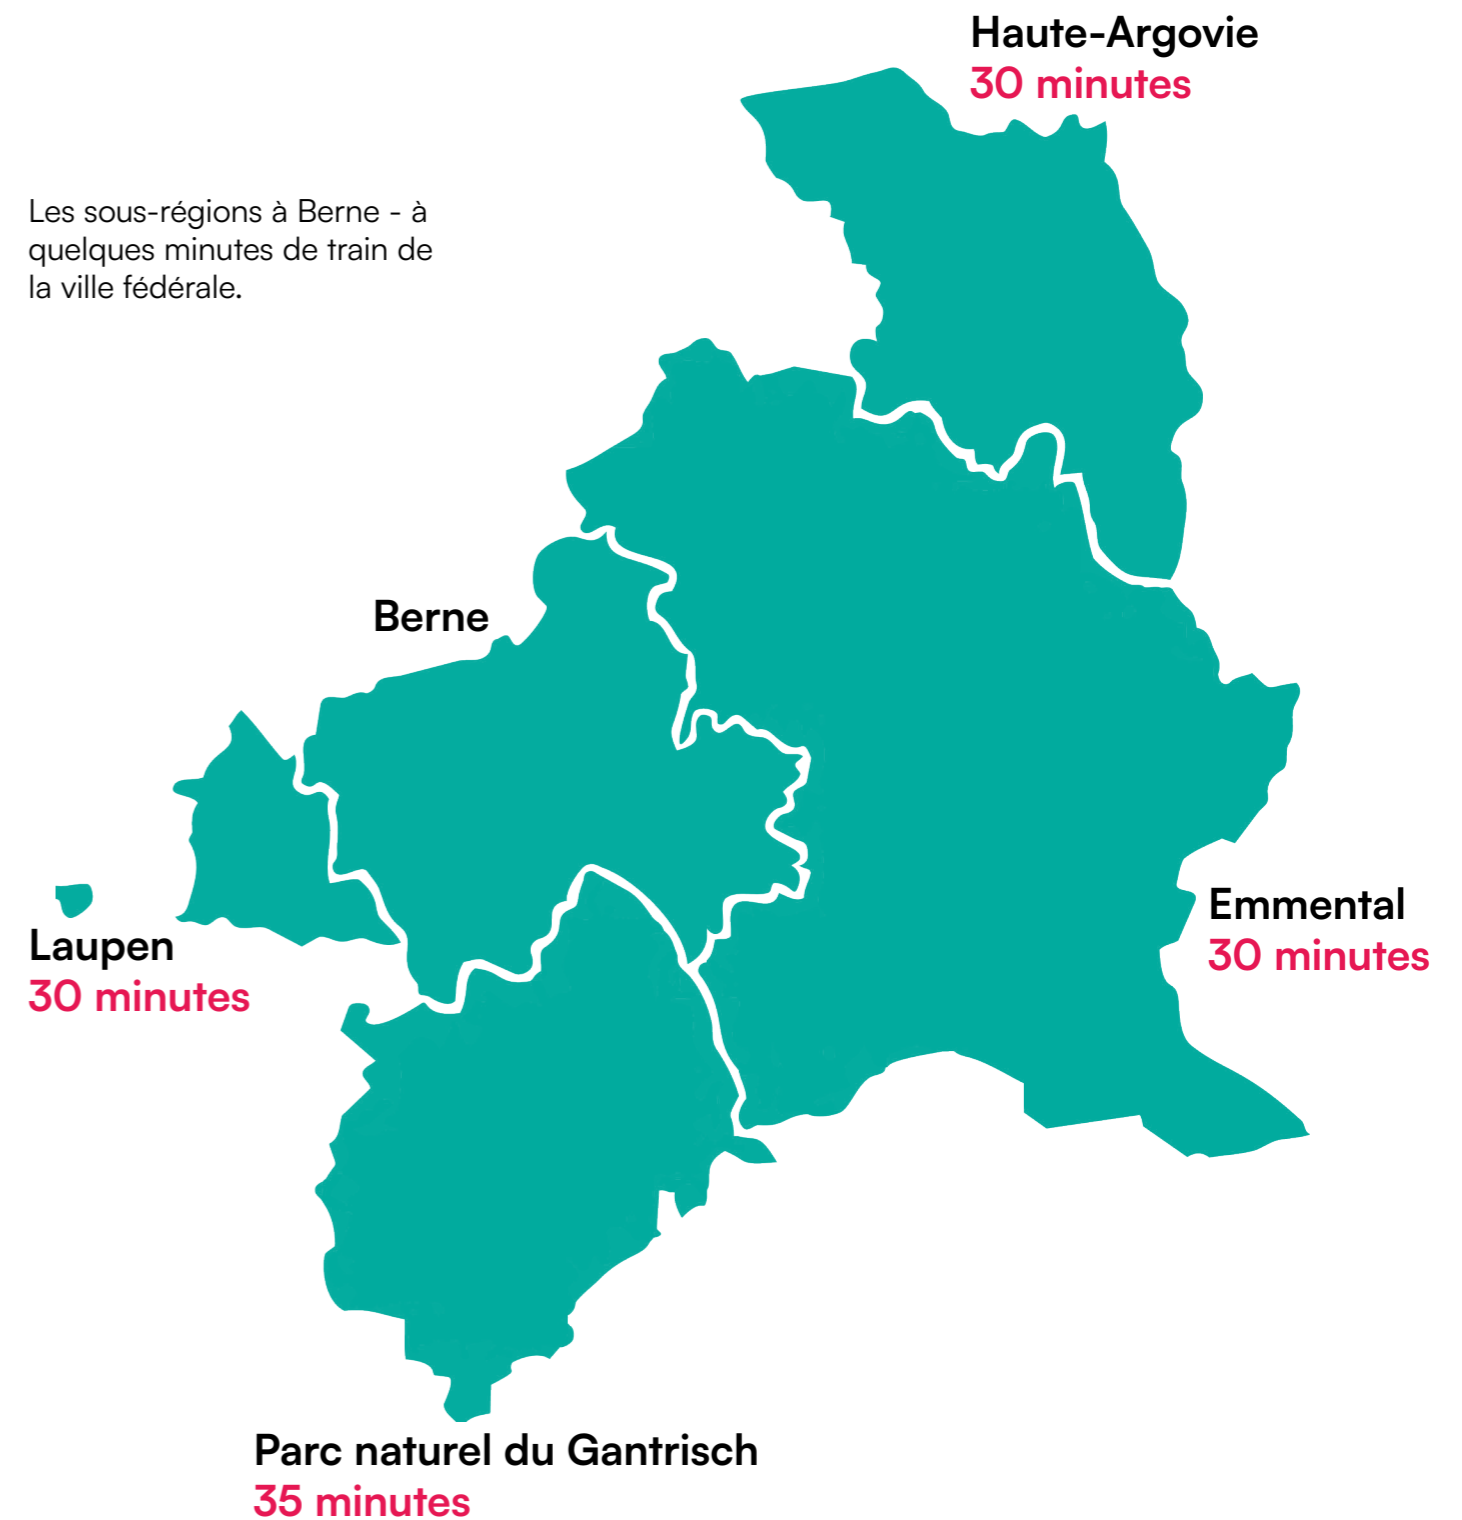 Haute-Argovie
30 minutes
Les sous-régions à Berne - à
quelques minutes de train de
la ville fédérale.
Berne
Emmental
30 minutes
Laupen
30 minutes
Parc naturel du Gantrisch
35 minutes